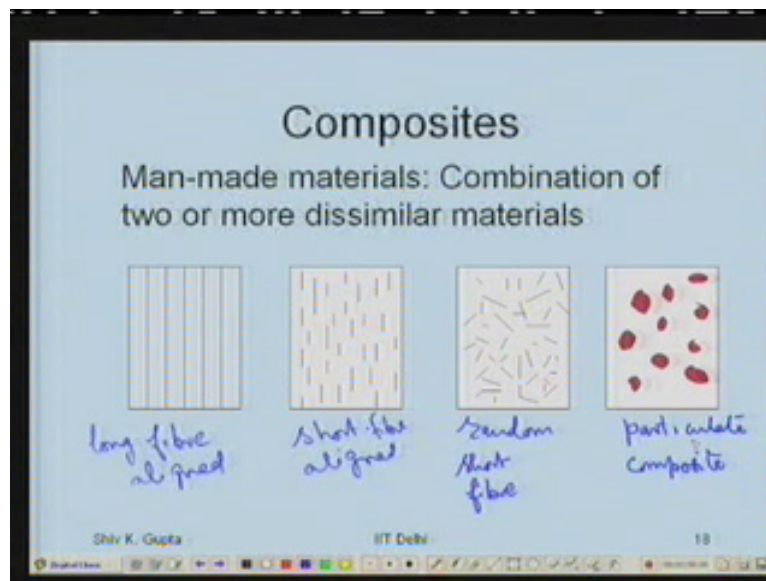 Composites
Man-made materials: Combination of
two or more dissimilar materials
long fibre
aligned
short fibre
aligned
random
short
fibre
particulate
composite
Shiv K. Gupta
IIT Delhi
18